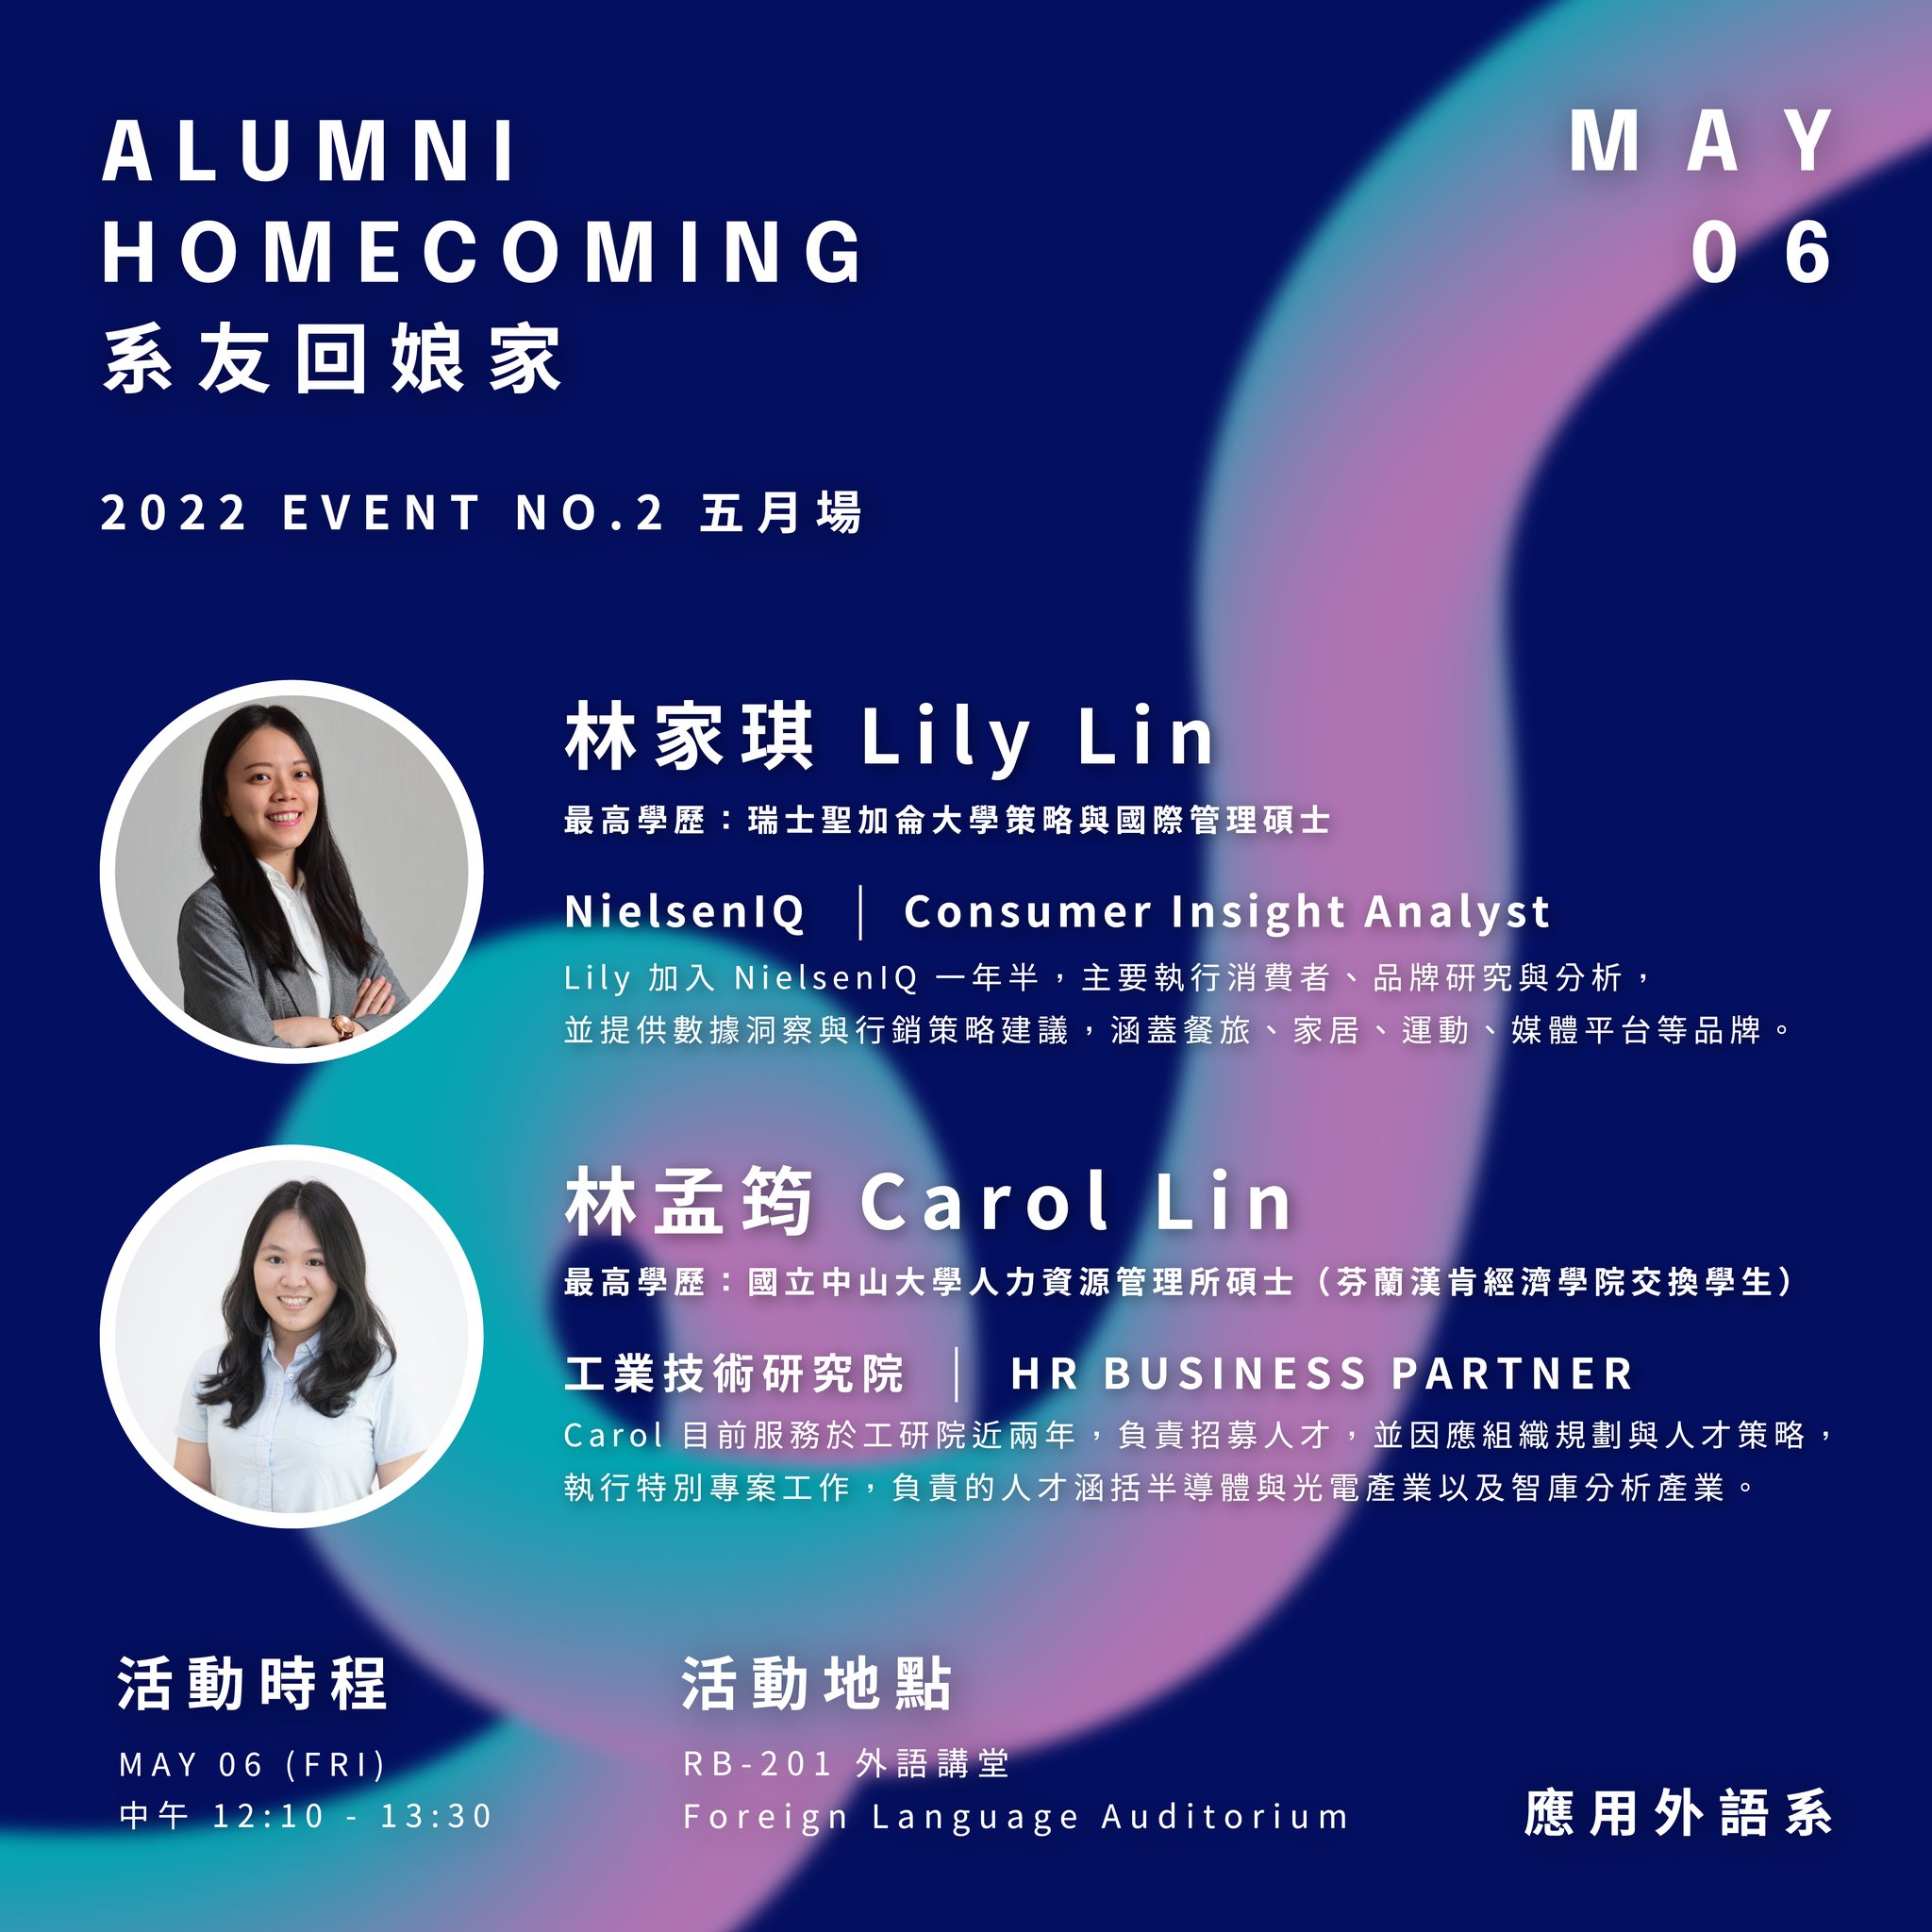 ALUMNI
HOMECOMING
系友回娘家
MAY
06
2022 EVENT NO.2 五月場
林家琪 Lily Lin
最高學歷：瑞士聖加侖大學策略與國際管理碩士
NielsenIQ ｜ Consumer Insight Analyst
Lily 加入 NielsenIQ 一年半，主要執行消費者、品牌研究與分析，
並提供數據洞察與行銷策略建議，涵蓋餐旅、家居、運動、媒體平台等品牌。
林孟筠 Carol Lin
最高學歷：國立中山大學人力資源管理所碩士（芬蘭漢肯經濟學院交換學生）
工業技術研究院 ｜ HR BUSINESS PARTNER
Carol 目前服務於工研院近兩年，負責招募人才，並因應組織規劃與人才策略，
執行特別專案工作，負責的人才涵括半導體與光電產業以及智庫分析產業。
活動時程
MAY 06 (FRI)
中午 12:10 - 13:30
活動地點
RB-201 外語講堂
Foreign Language Auditorium
應用外語系